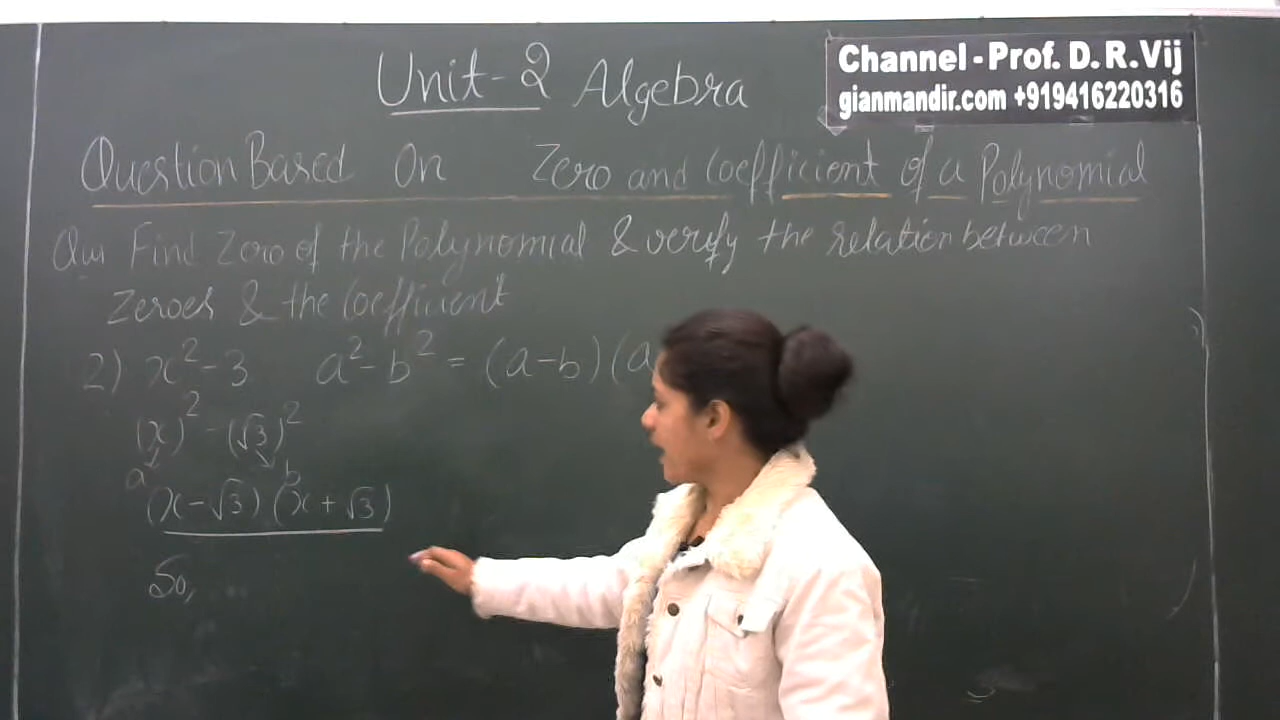 Unit-2 Algebra
Channel - Prof. D.R.Vij
gianmandir.com +919416220316
Question Based On Zero and Coefficient of a Polynomial
Que Find Zero of the Polynomial & verify the relation between
Zeroes & the Coefficient
2) x²-3 a²-b² = (a-b)(a
(x)² - (√3)²
a b
(x-√3)(x+√3)
So,